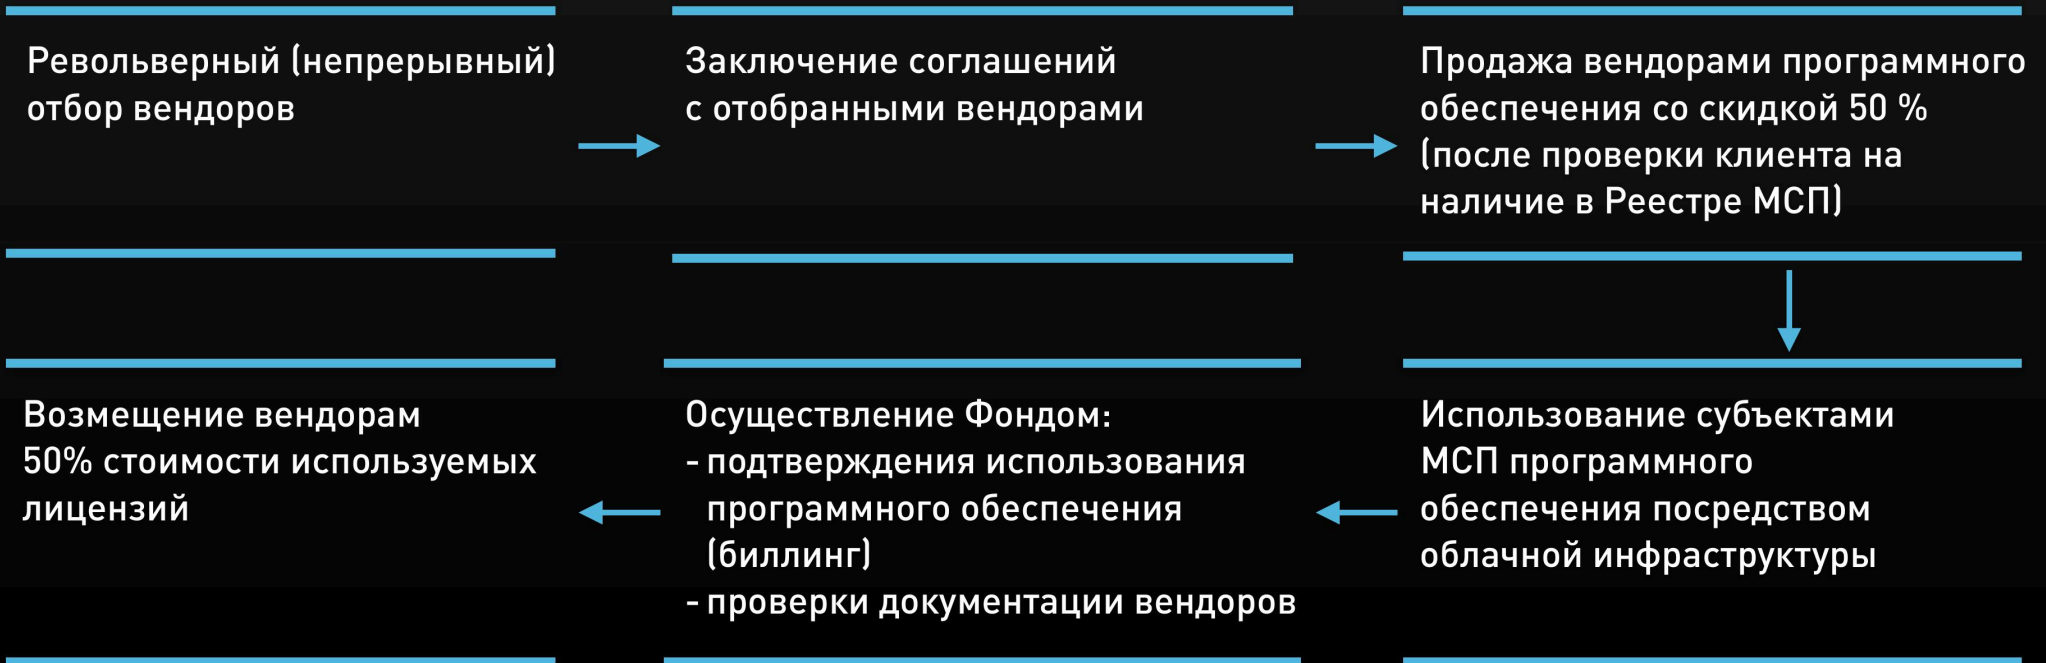 Револьверный (непрерывный)
отбор вендоров
Заключение соглашений
с отобранными вендорами
Продажа вендорами программного
обеспечения со скидкой 50 %
(после проверки клиента на
наличие в Реестре МСП)
Использование субъектами
МСП программного
обеспечения посредством
облачной инфраструктуры
Осуществление Фондом:
- подтверждения использования
программного обеспечения
(биллинг)
- проверки документации вендоров
Возмещение вендорам
50% стоимости используемых
лицензий